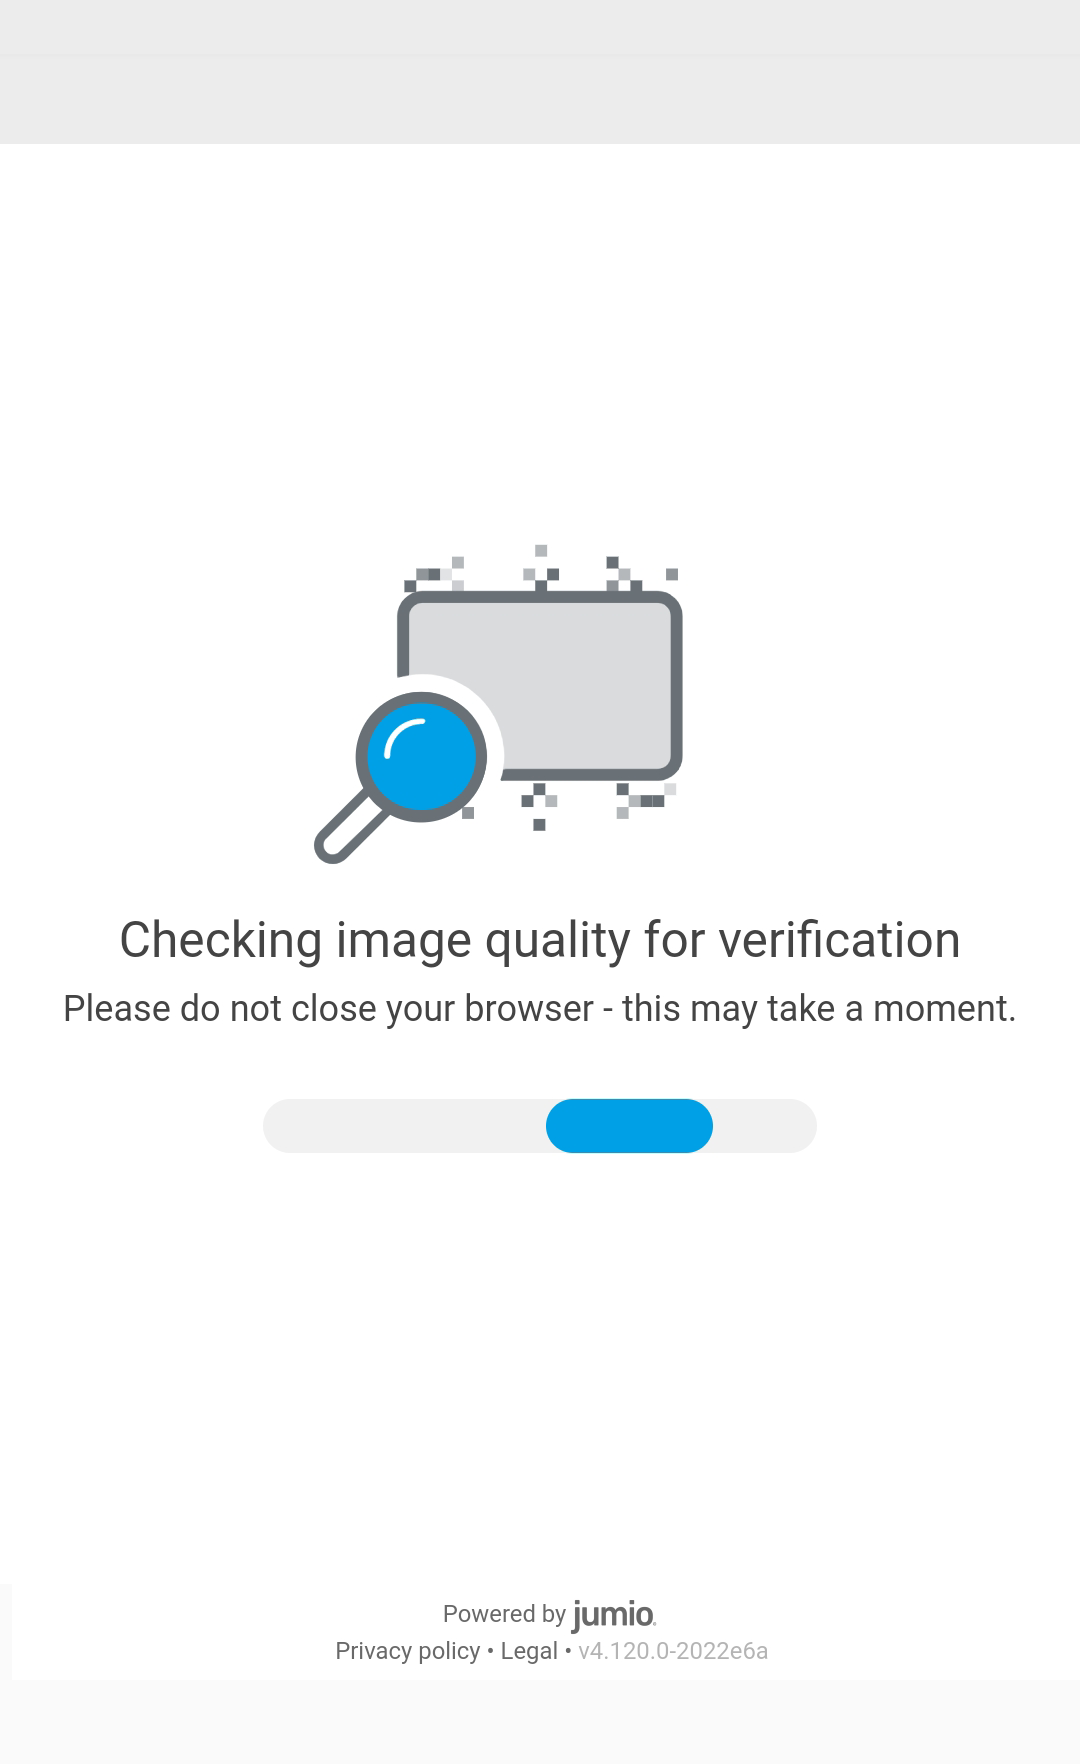 Checking image quality for verification
Please do not close your browser - this may take a moment.
Powered by jumio.
Privacy policy • Legal • v4.120.0-2022e6a